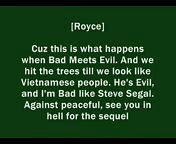 [Royce]
Cuz this is what happens
when Bad Meets Evil. And we
hit the trees till we look like
Vietnamese people. He's Evil,
and I'm Bad like Steve Segal.
Against peaceful, see you in
hell for the sequel